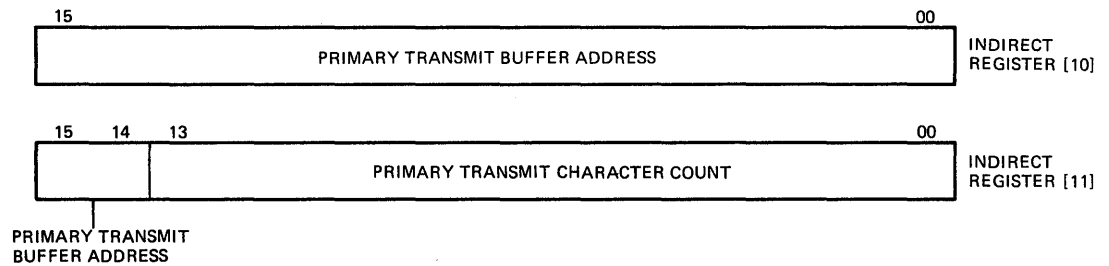 15 00
PRIMARY TRANSMIT BUFFER ADDRESS
INDIRECT
REGISTER [10]
15 14 13 00
PRIMARY TRANSMIT CHARACTER COUNT
INDIRECT
REGISTER [11]
PRIMARY TRANSMIT
BUFFER ADDRESS